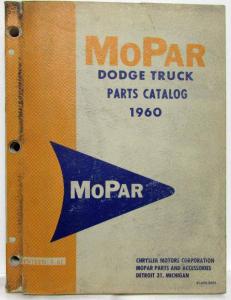 MOPAR
DODGE TRUCK
PARTS CATALOG
1960
MOPAR
CHRYSLER MOTORS CORPORATION
MOPAR PARTS AND ACCESSORIES
DETROIT 31, MICHIGAN